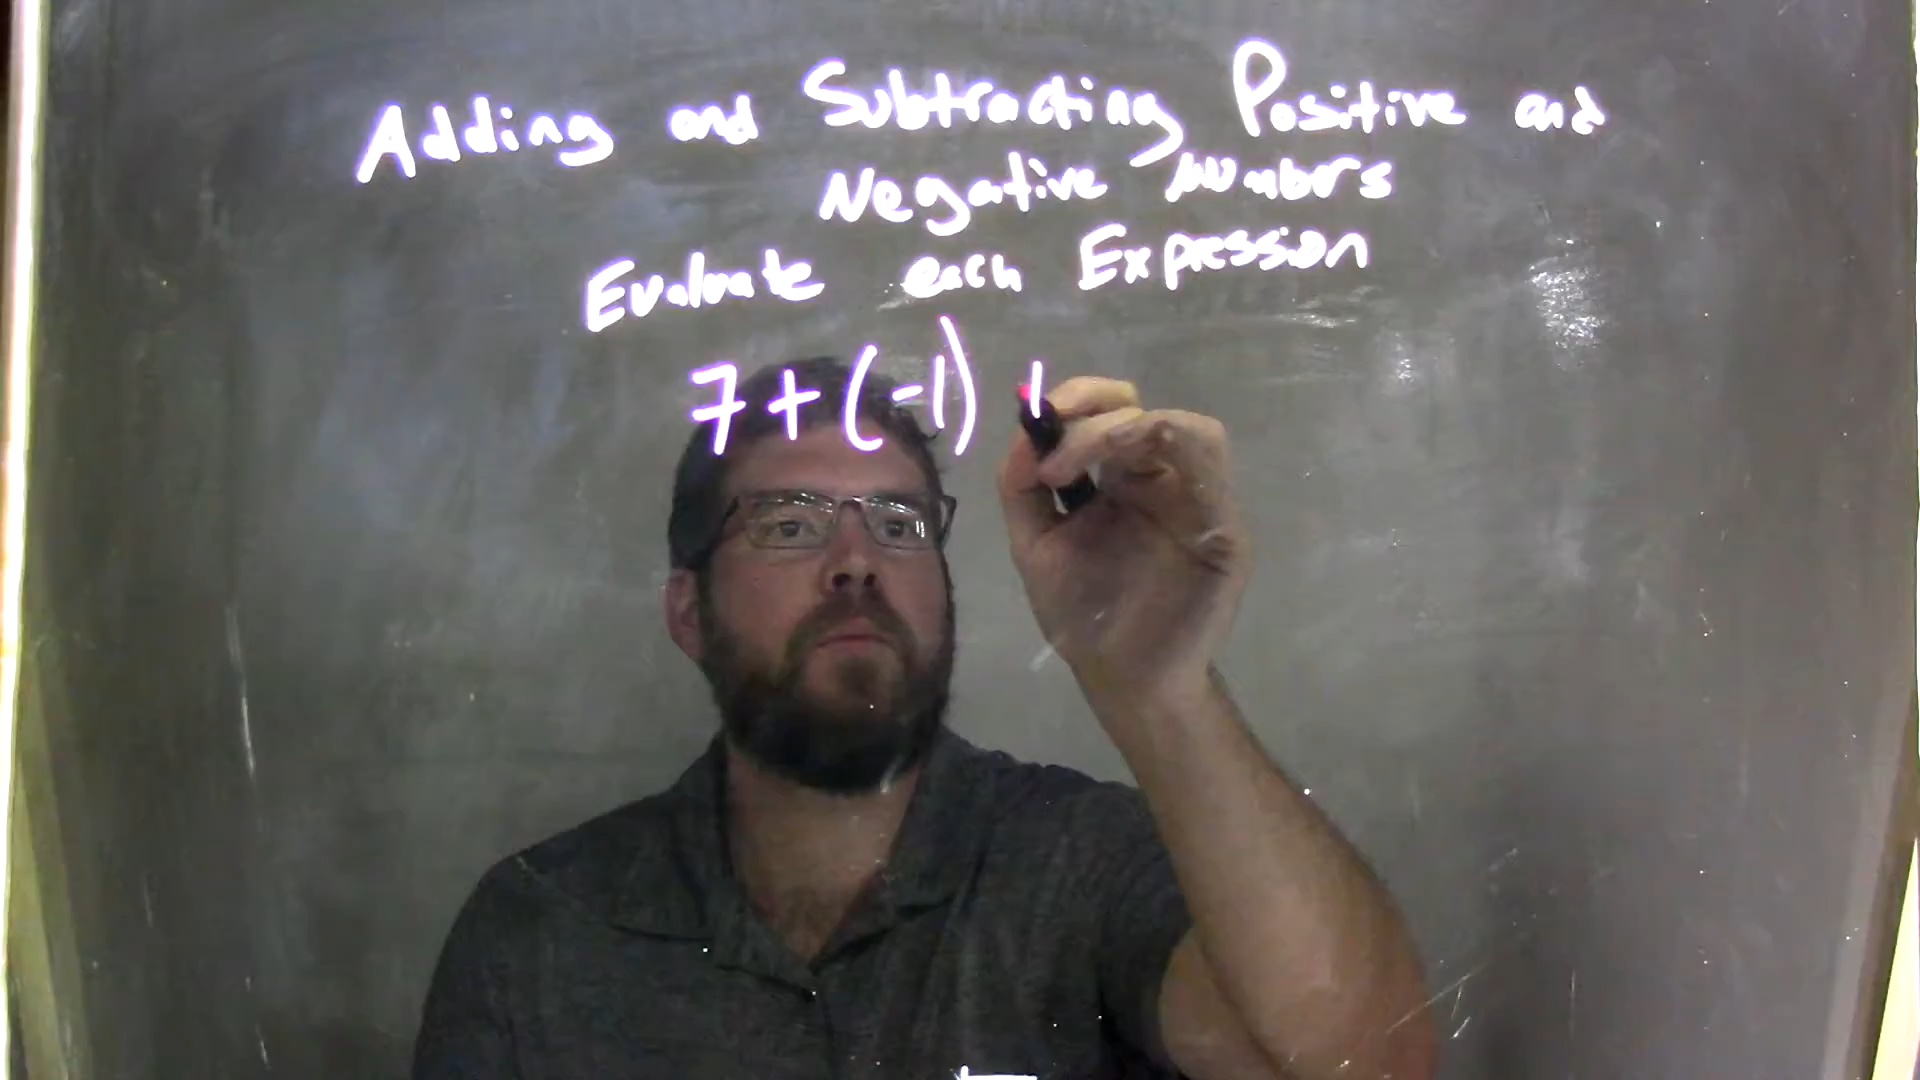 Adding and Subtracting Positive and
Negative Numbers
Evaluate each Expression
7 + (-1)